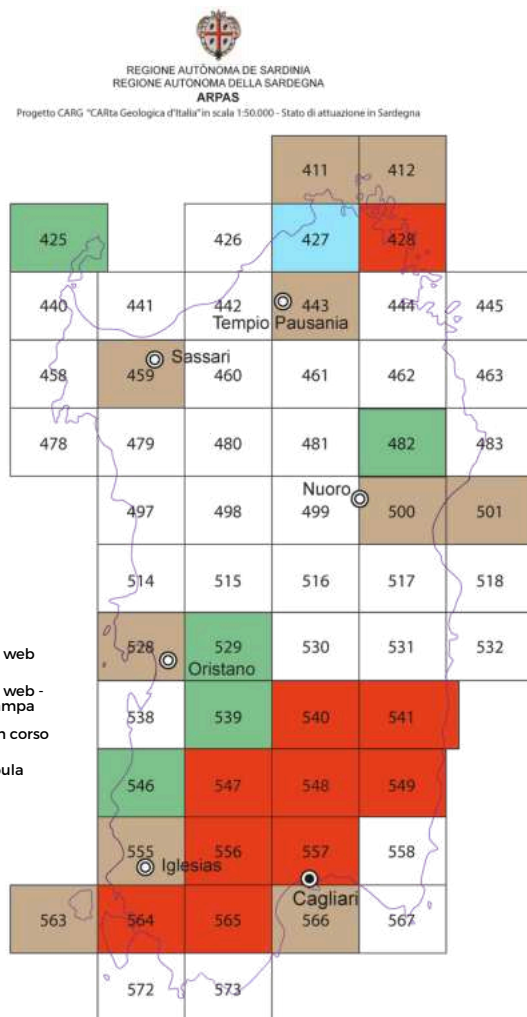 REGIONE AUTÒNOMA DE SARDINIA
REGIONE AUTONOMA DELLA SARDEGNA
ARPAS
Progetto CARG "CARta Geologica d'Italia" in scala 1:50.000 - Stato di attuazione in Sardegna
411 412
425 426 427 428
440 441 442 443 444 445
Tempio Pausania
Sassari
458 459 460 461 462 463
478 479 480 481 482 483
Nuoro
497 498 499 500 501
514 515 516 517 518
web
528 529 530 531 532
Oristano
web -
538 539 540 541
corso
546 547 548 549
555 556 557 558
Iglesias
Cagliari
563 564 565 566 567
572 573